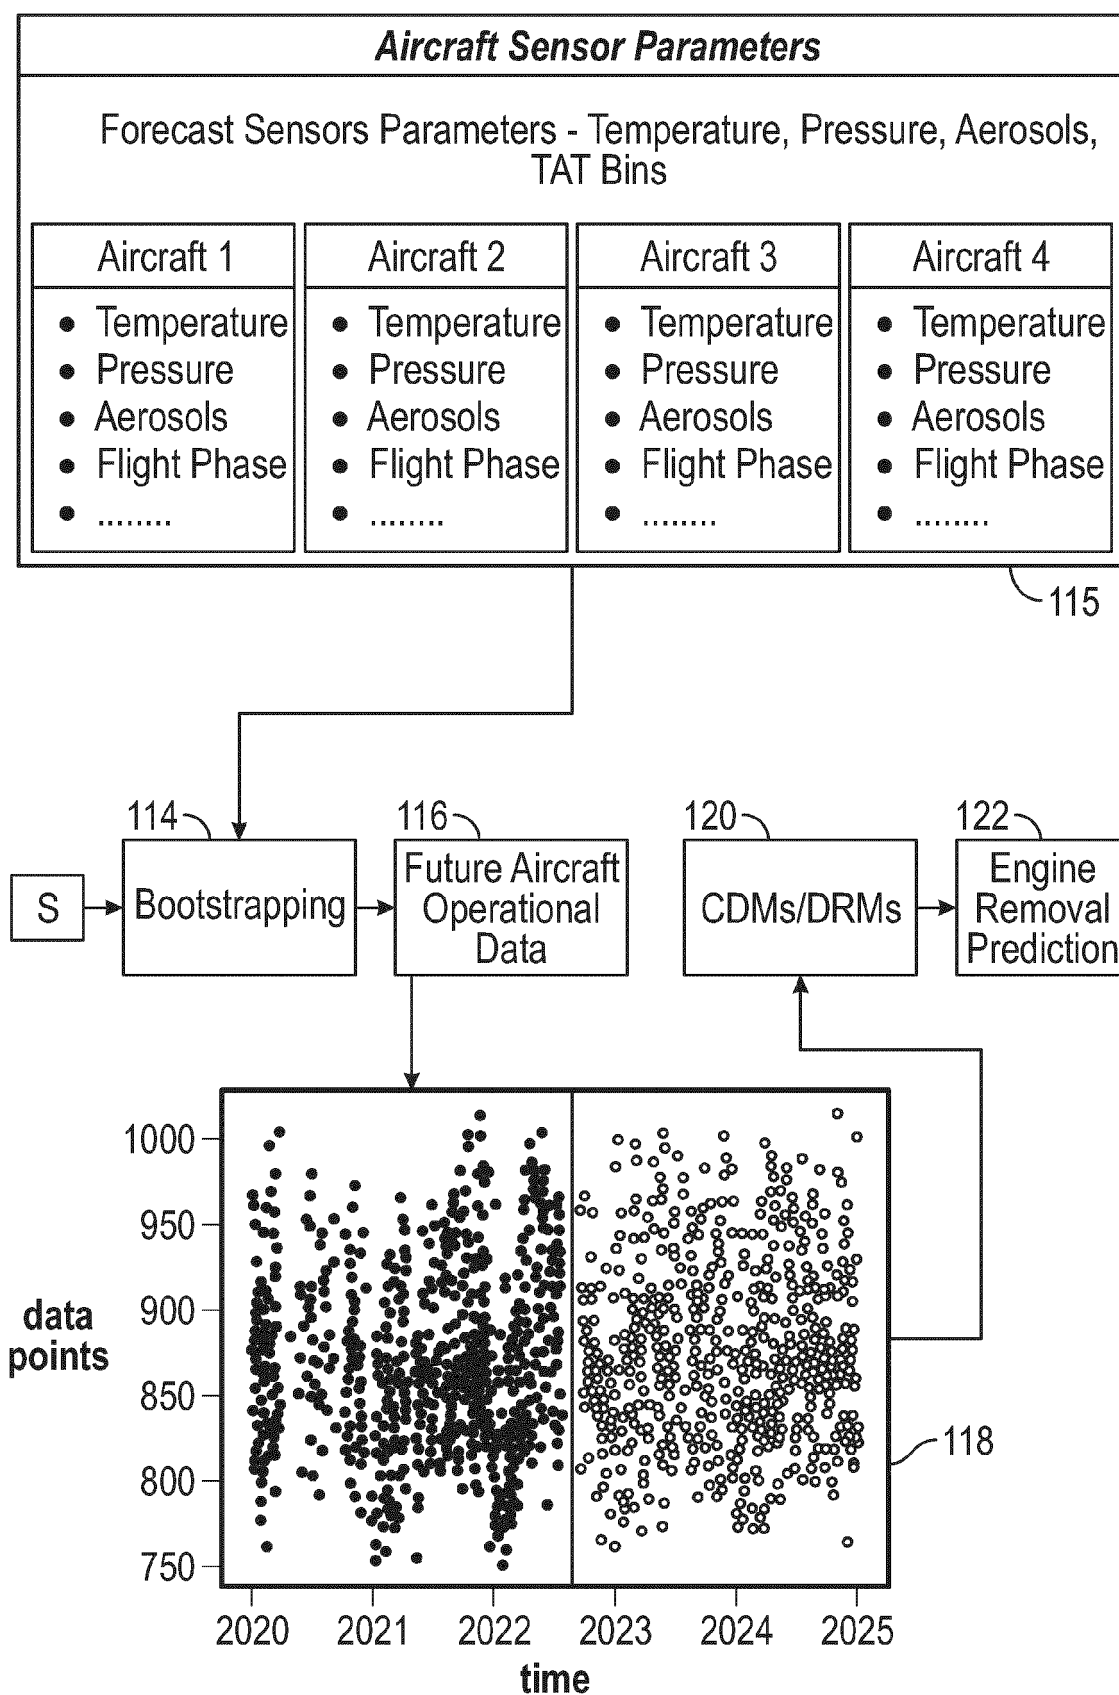 Aircraft Sensor Parameters
Forecast Sensors Parameters - Temperature, Pressure, Aerosols,
TAT Bins
Aircraft 1
• Temperature
• Pressure
• Aerosols
• Flight Phase
• ........
Aircraft 2
• Temperature
• Pressure
• Aerosols
• Flight Phase
• ........
Aircraft 3
• Temperature
• Pressure
• Aerosols
• Flight Phase
• ........
Aircraft 4
• Temperature
• Pressure
• Aerosols
• Flight Phase
• ........
115
S
114
Bootstrapping
116
Future Aircraft
Operational
Data
120
CDMs/DRMs
122
Engine
Removal
Prediction
data
points
1000
950
900
850
800
750
118
2020
2021
2022
2023
2024
2025
time